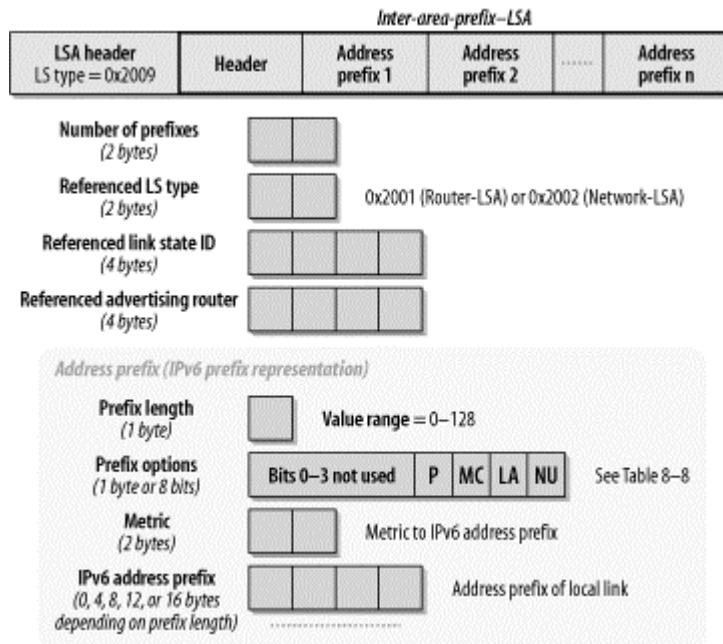 Inter-area-prefix–LSA
LSA header
LS type = 0x2009
Header
Address
prefix 1
Address
prefix 2
......
Address
prefix n
Number of prefixes
(2 bytes)
Referenced LS type
(2 bytes)
0x2001 (Router-LSA) or 0x2002 (Network-LSA)
Referenced link state ID
(4 bytes)
Referenced advertising router
(4 bytes)
Address prefix (IPv6 prefix representation)
Prefix length
(1 byte)
Value range = 0–128
Prefix options
(1 byte or 8 bits)
Bits 0–3 not used
P
MC
LA
NU
See Table 8–8
Metric
(2 bytes)
Metric to IPv6 address prefix
IPv6 address prefix
(0, 4, 8, 12, or 16 bytes
depending on prefix length)
Address prefix of local link